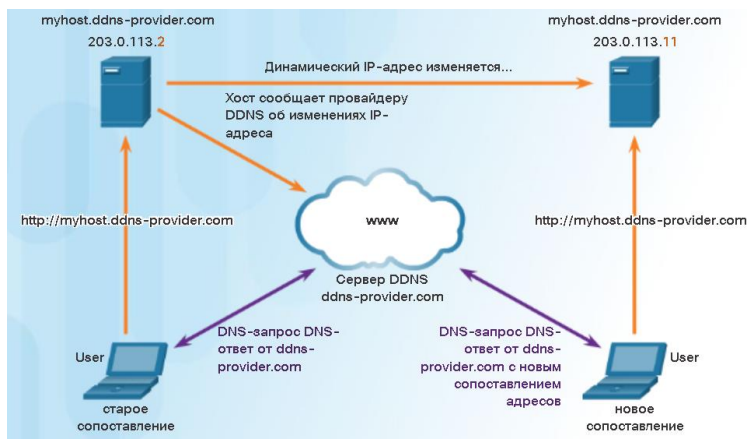 myhost.ddns-provider.com
203.0.113.2
myhost.ddns-provider.com
203.0.113.11
Динамический IP-адрес изменяется...
Хост сообщает провайдеру
DDNS об изменениях IP-
адреса
http://myhost.ddns-provider.com
www
http://myhost.ddns-provider.com
Сервер DDNS
ddns-provider.com
DNS-запрос DNS-
ответ от ddns-
provider.com
DNS-запрос DNS-
ответ от ddns-
provider.com с новым
сопоставлением
адресов
User
старое
сопоставление
User
новое
сопоставление